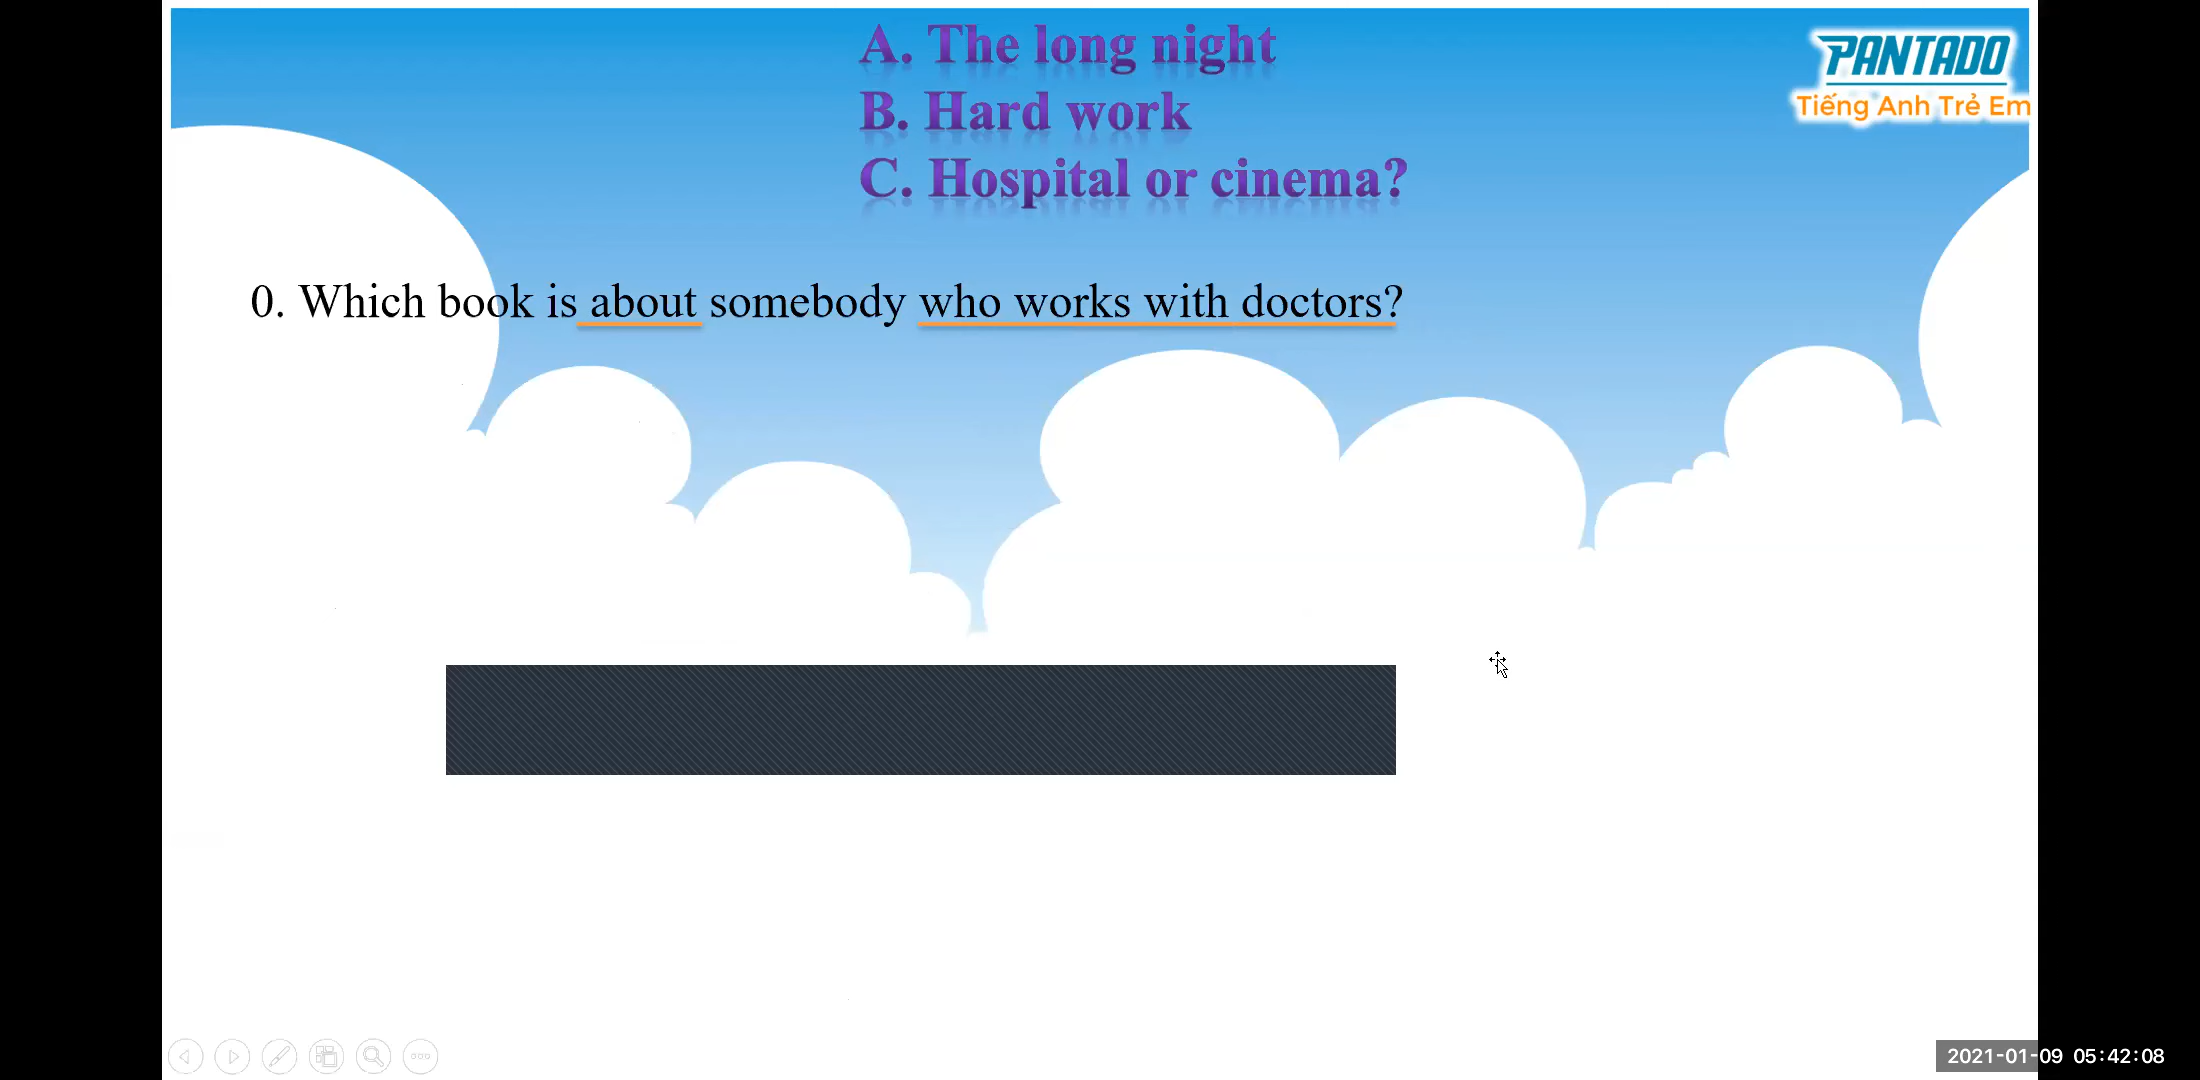 A. The long night
PANTADO
Tiếng Anh Trẻ Em
B. Hard work
C. Hospital or cinema?
0. Which book is about somebody who works with doctors?
2021-01-09 05:42:08